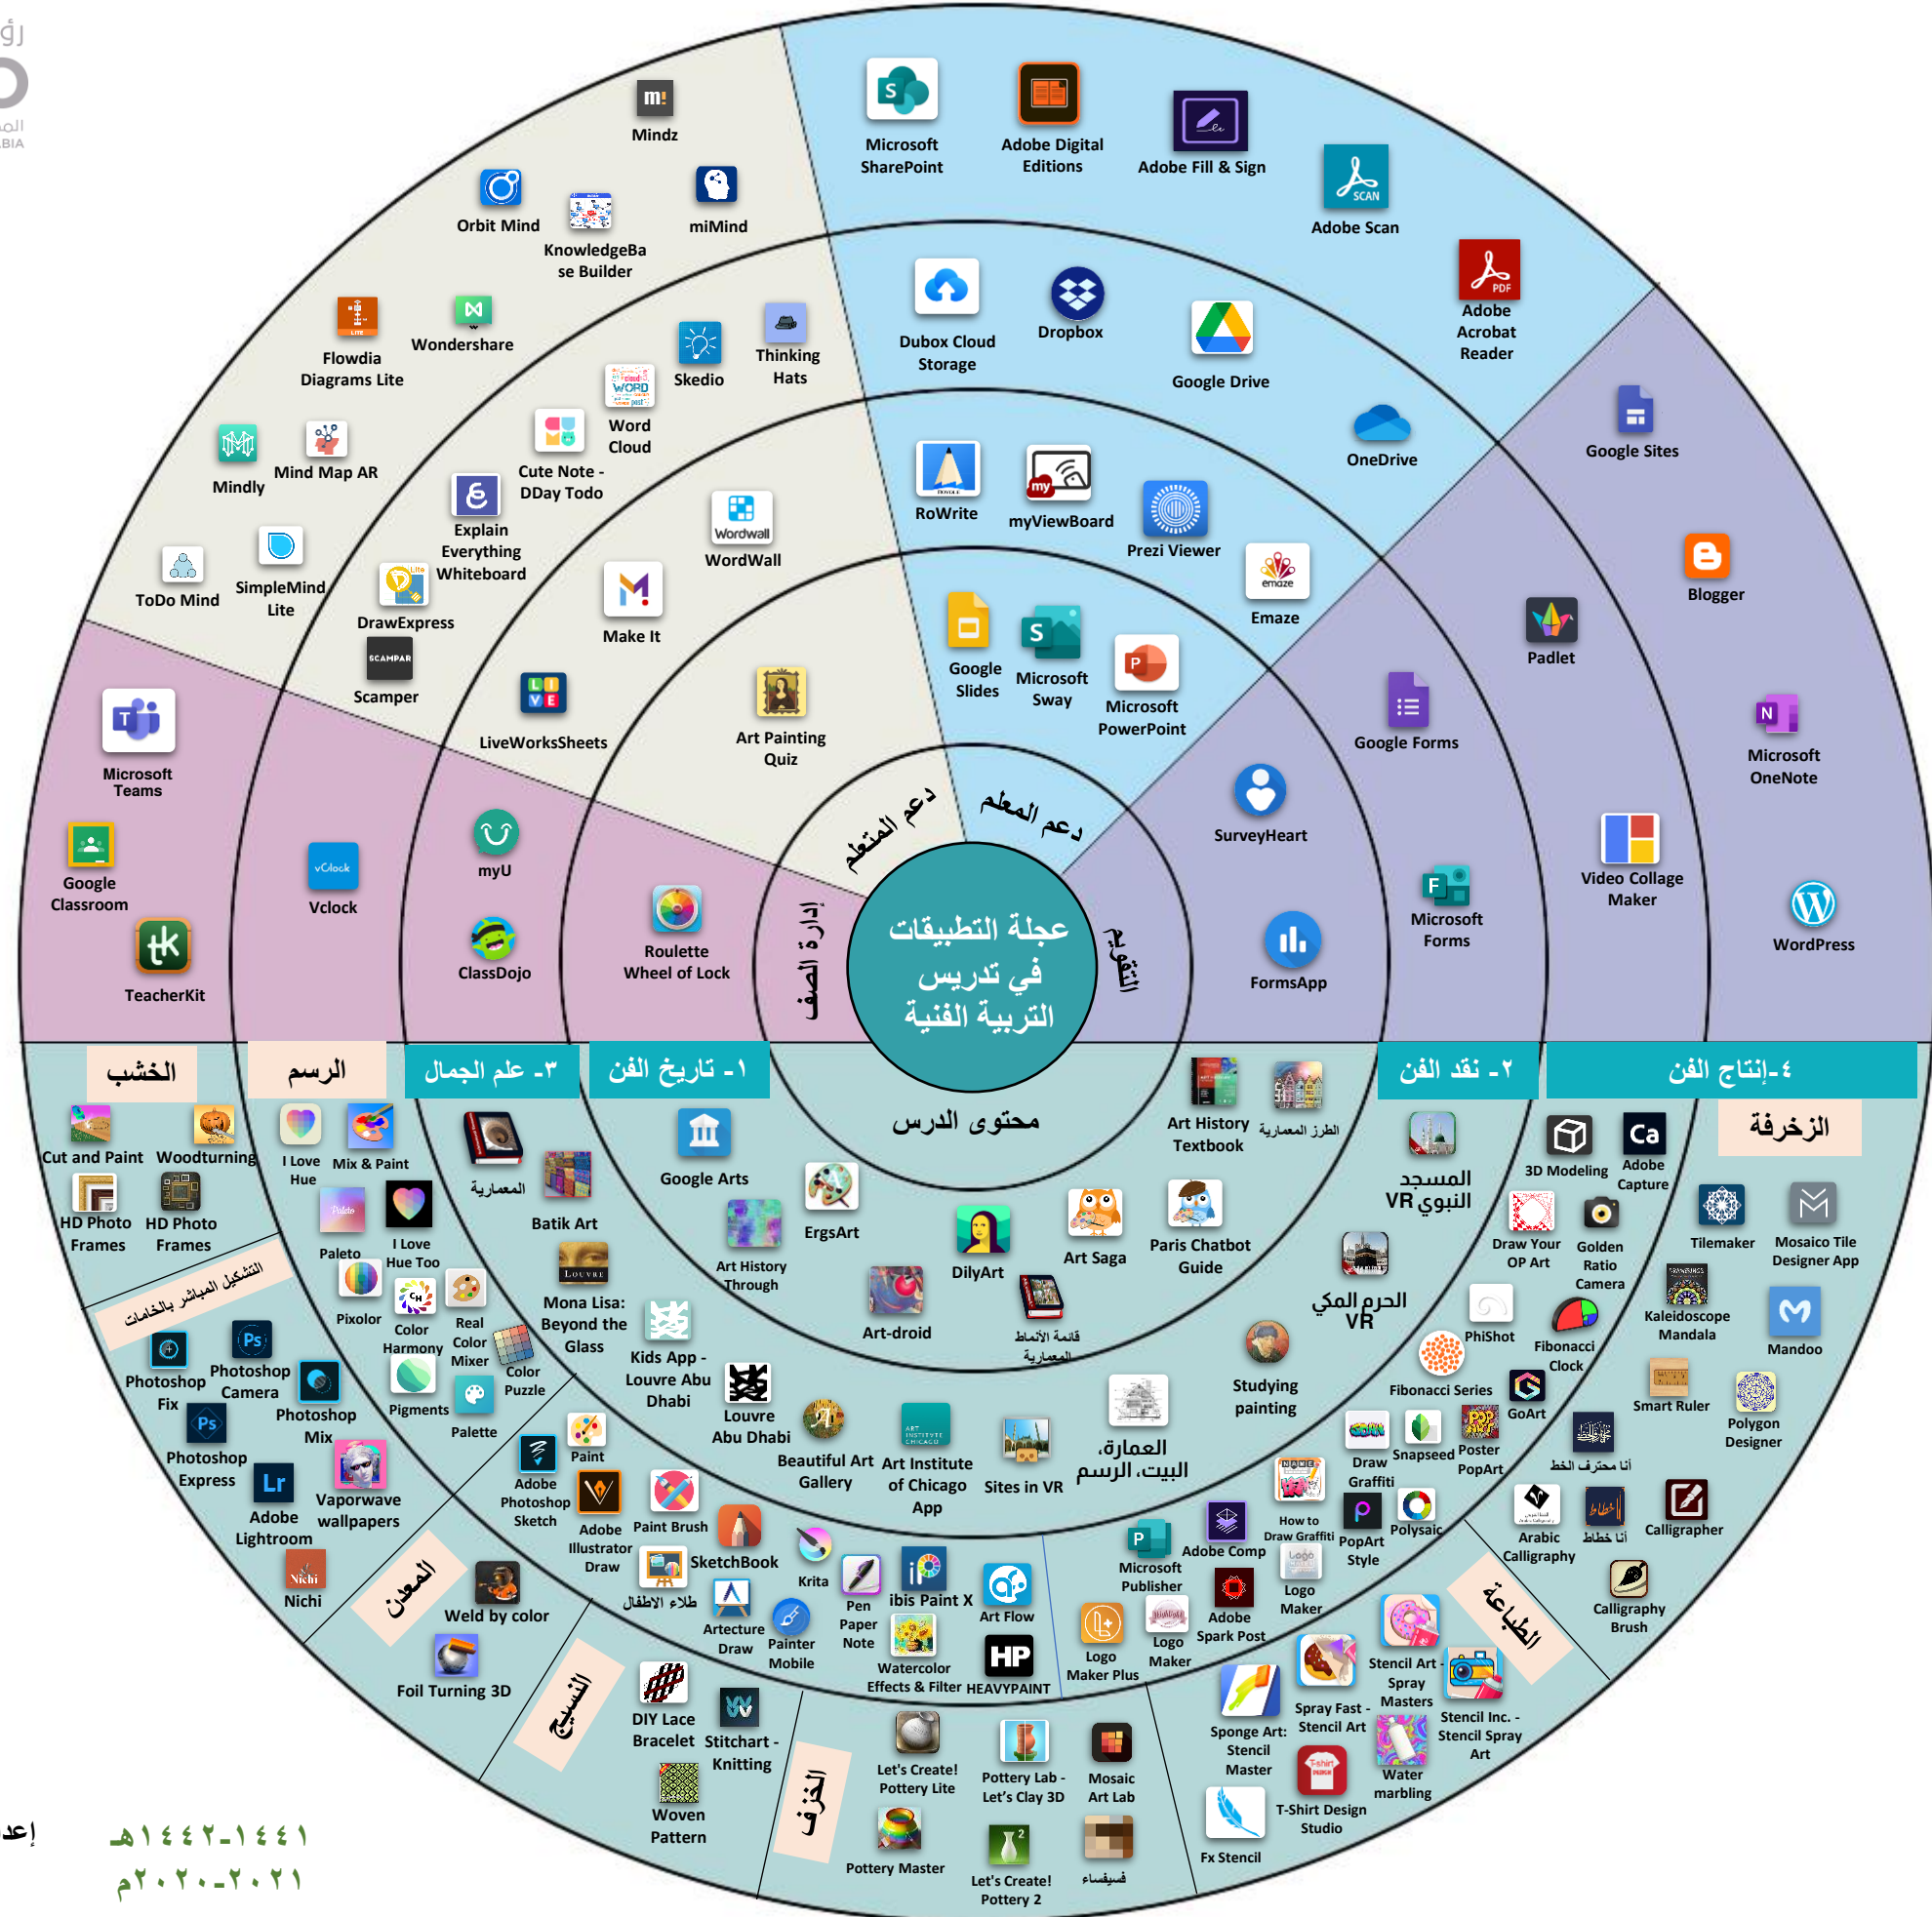 رؤ
ABIA
Mindz
Orbit Mind
KnowledgeBa
se Builder
miMind
Flowdia
Diagrams Lite
Wondershare
Mindly
Mind Map AR
ToDo Mind
SimpleMind
Lite
Thinking
Hats
Skedio
Word
Cloud
Cute Note -
DDay Todo
Explain
Everything
Whiteboard
DrawExpress
SCAMPAR
Scamper
Wordwall
WordWall
Make It
LIVE
LiveWorksSheets
Art Painting
Quiz
دعم المتعلم
Microsoft
SharePoint
Adobe Digital
Editions
Adobe Fill & Sign
SCAN
Adobe Scan
PDF
Adobe
Acrobat
Reader
Dubox Cloud
Storage
Dropbox
Google Drive
OneDrive
RoWrite
my
myViewBoard
Prezi Viewer
emaze
Emaze
Google
Slides
Microsoft
Sway
Microsoft
PowerPoint
دعم المعلم
Google Sites
Blogger
Microsoft
OneNote
WordPress
Padlet
Video Collage
Maker
Google Forms
Microsoft
Forms
SurveyHeart
FormsApp
التقويم
Microsoft
Teams
Google
Classroom
TeacherKit
vClock
Vclock
myU
ClassDojo
Roulette
Wheel of Lock
إدارة الصف
عجلة التطبيقات
في تدريس
التربية الفنية
محتوى الدرس
١- تاريخ الفن
٢- نقد الفن
٣- علم الجمال
٤-إنتاج الفن
Google Arts
Art History
Through
ErgsArt
Art-droid
DilyArt
قائمة الأنماط
المعمارية
Art Saga
Paris Chatbot
Guide
Art History
Textbook
الطرز المعمارية
المسجد
النبوي VR
الحرم المكي
VR
Studying
painting
العمارة،
البيت، الرسم
Sites in VR
Art Institute
of Chicago
App
Beautiful Art
Gallery
Louvre
Abu Dhabi
Kids App -
Louvre Abu
Dhabi
LOUVRE
Mona Lisa:
Beyond the
Glass
Batik Art
المعمارية
الرسم
I Love
Hue
Mix & Paint
Paleto
I Love
Hue Too
Pixolor
Color
Harmony
Real
Color
Mixer
Color
Puzzle
Pigments
Palette
Adobe
Photoshop
Sketch
Paint
Adobe
Illustrator
Draw
Paint Brush
SketchBook
طلاء الاطفال
Artecture
Draw
Krita
Painter
Mobile
Pen
Paper
Note
ibis Paint X
Watercolor
Effects & Filter
Art Flow
HP
HEAVYPAINT
Microsoft
Publisher
Logo
Maker Plus
Logo
Maker
Adobe Comp
Adobe
Spark Post
Logo
Maker
How to
Draw Graffiti
PopArt
Style
Polysaic
Draw
Graffiti
Snapseed
Poster
PopArt
GoArt
Fibonacci Series
Fibonacci
Clock
PhiShot
Draw Your
OP Art
Golden
Ratio
Camera
3D Modeling
Ca
Adobe
Capture
الخشب
Cut and Paint
Woodturning
HD Photo
Frames
HD Photo
Frames
التشكيل المباشر بالخامات
Photoshop
Fix
Ps
Photoshop
Camera
Photoshop
Mix
Ps
Photoshop
Express
Lr
Adobe
Lightroom
Vaporwave
wallpapers
Nichi
Nichi
المعدن
Weld by color
Foil Turning 3D
النسيج
DIY Lace
Bracelet
Stitchart -
Knitting
Woven
Pattern
الخزف
Let's Create!
Pottery Lite
Pottery Lab -
Let's Clay 3D
Mosaic
Art Lab
Pottery Master
Let's Create!
Pottery 2
فسيفساء
الطباعة
Stencil Art -
Spray
Masters
Spray Fast -
Stencil Art
Stencil Inc. -
Stencil Spray
Art
Sponge Art:
Stencil
Master
Water
marbling
T-Shirt Design
Studio
Fx Stencil
الزخرفة
Tilemaker
Mosaico Tile
Designer App
Kaleidoscope
Mandala
Mandoo
Smart Ruler
Polygon
Designer
أنا محترف الخط
Arabic
Calligraphy
أنا خطاط
Calligrapher
Calligraphy
Brush
١٤٤١-١٤٤٢هـ
٢٠٢٠-٢٠٢١م